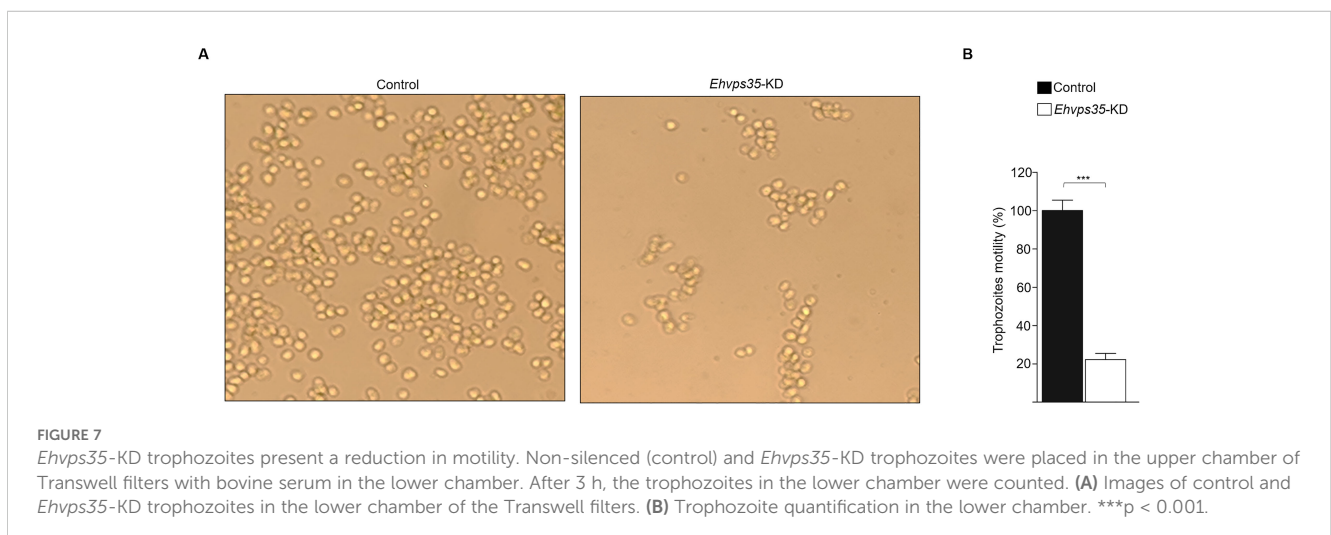 A
B
Control
Ehvps35-KD
Control
Ehvps35-KD
120
100
80
60
40
20
Trophozoites motility (%)
***
FIGURE 7
Ehvps35-KD trophozoites present a reduction in motility. Non-silenced (control) and Ehvps35-KD trophozoites were placed in the upper chamber of
Transwell filters with bovine serum in the lower chamber. After 3 h, the trophozoites in the lower chamber were counted. (A) Images of control and
Ehvps35-KD trophozoites in the lower chamber of the Transwell filters. (B) Trophozoite quantification in the lower chamber. ***p < 0.001.